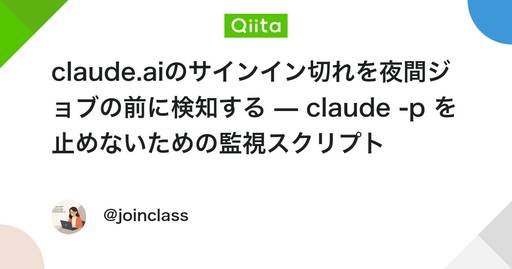 Qiita
claude.aiのサインイン切れを夜間ジ
ョブの前に検知する — claude -p を
止めないための監視スクリプト
@joinclass